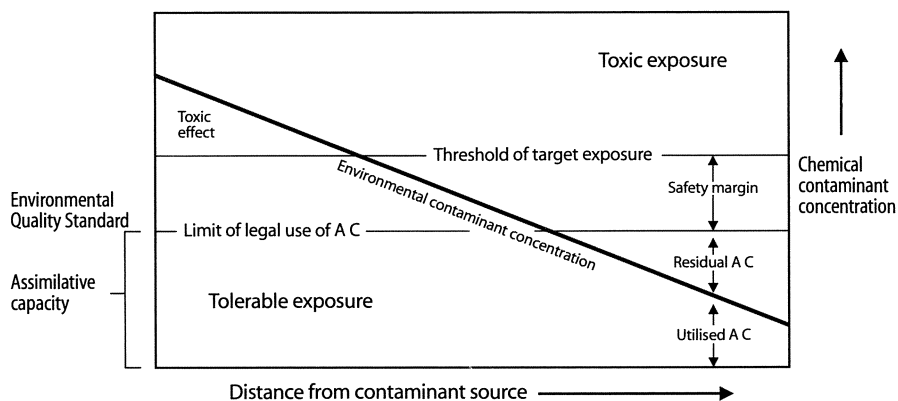 Toxic exposure
Toxic
effect
Threshold of target exposure
Environmental contaminant concentration
Safety margin
Chemical
contaminant
concentration
Environmental
Quality Standard
Limit of legal use of A C
Residual A C
Assimilative
capacity
Tolerable exposure
Utilised A C
Distance from contaminant source